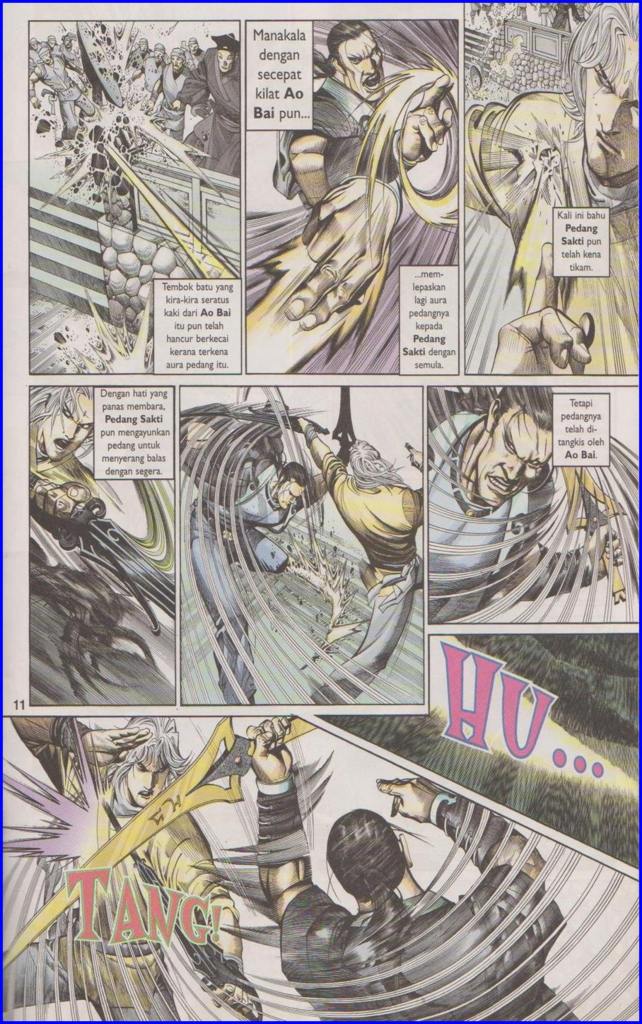 Tembok batu yang
kira-kira seratus
kaki dari Ao Bai
itu pun telah
hancur berkecai
kerana terkena
aura pedang itu.
Manakala
dengan
secepat
kilat Ao
Bai pun...
...mem-
lepaskan
lagi aura
pedangnya
kepada
Pedang
Sakti dengan
semula.
Kali ini bahu
Pedang
Sakti pun
telah kena
tikam.
Dengan hati yang
panas membara,
Pedang Sakti
pun mengayunkan
pedang untuk
menyerang balas
dengan segera.
Tetapi
pedangnya
telah di-
tangkis oleh
Ao Bai.
HU...
11
TANG!